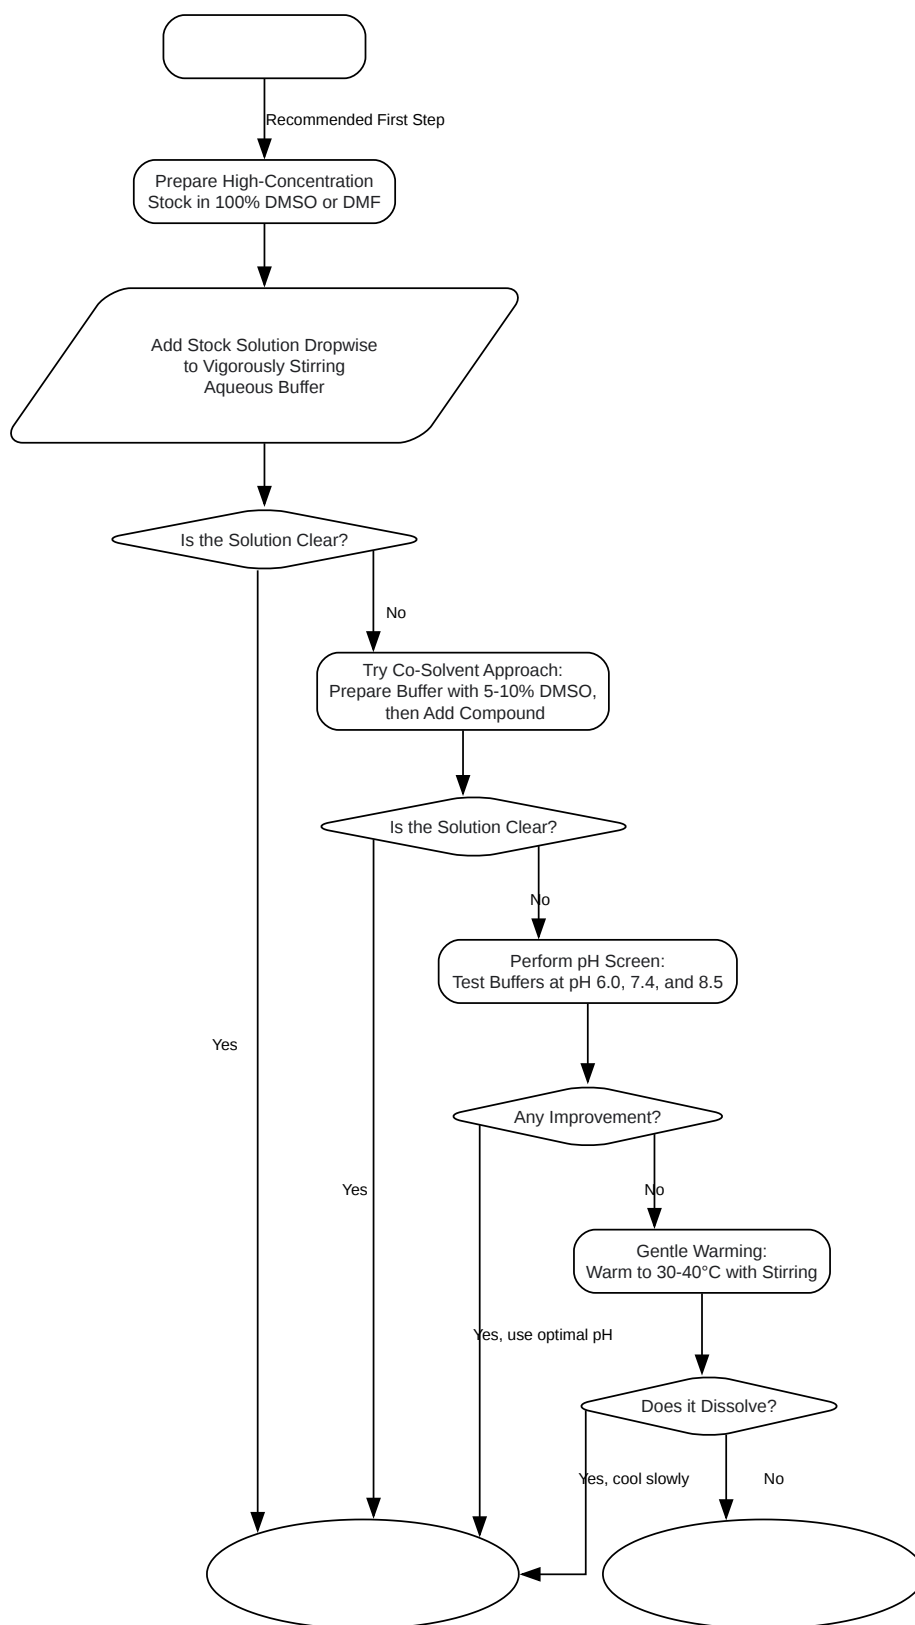 Recommended First Step
Prepare High-Concentration
Stock in 100% DMSO or DMF
Add Stock Solution Dropwise
to Vigorously Stirring
Aqueous Buffer
Is the Solution Clear?
No
Try Co-Solvent Approach:
Prepare Buffer with 5-10% DMSO,
then Add Compound
Is the Solution Clear?
No
Perform pH Screen:
Test Buffers at pH 6.0, 7.4, and 8.5
Yes
Any Improvement?
Yes
No
Gentle Warming:
Warm to 30-40°C with Stirring
Yes, use optimal pH
Does it Dissolve?
Yes, cool slowly
No